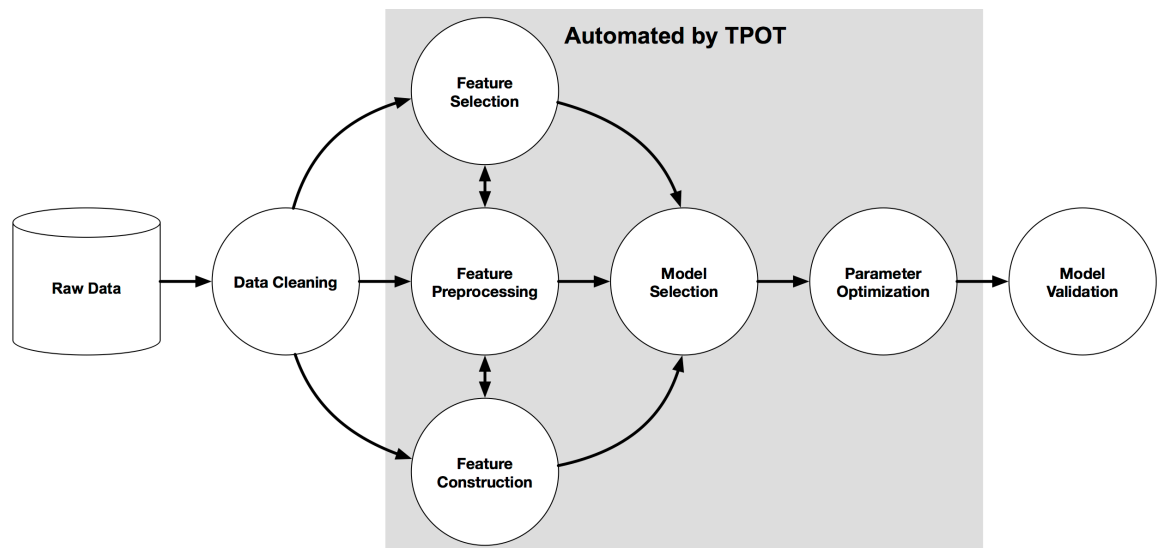 Automated by TPOT
Feature
Selection
Raw Data
Data Cleaning
Feature
Preprocessing
Model
Selection
Parameter
Optimization
Model
Validation
Feature
Construction